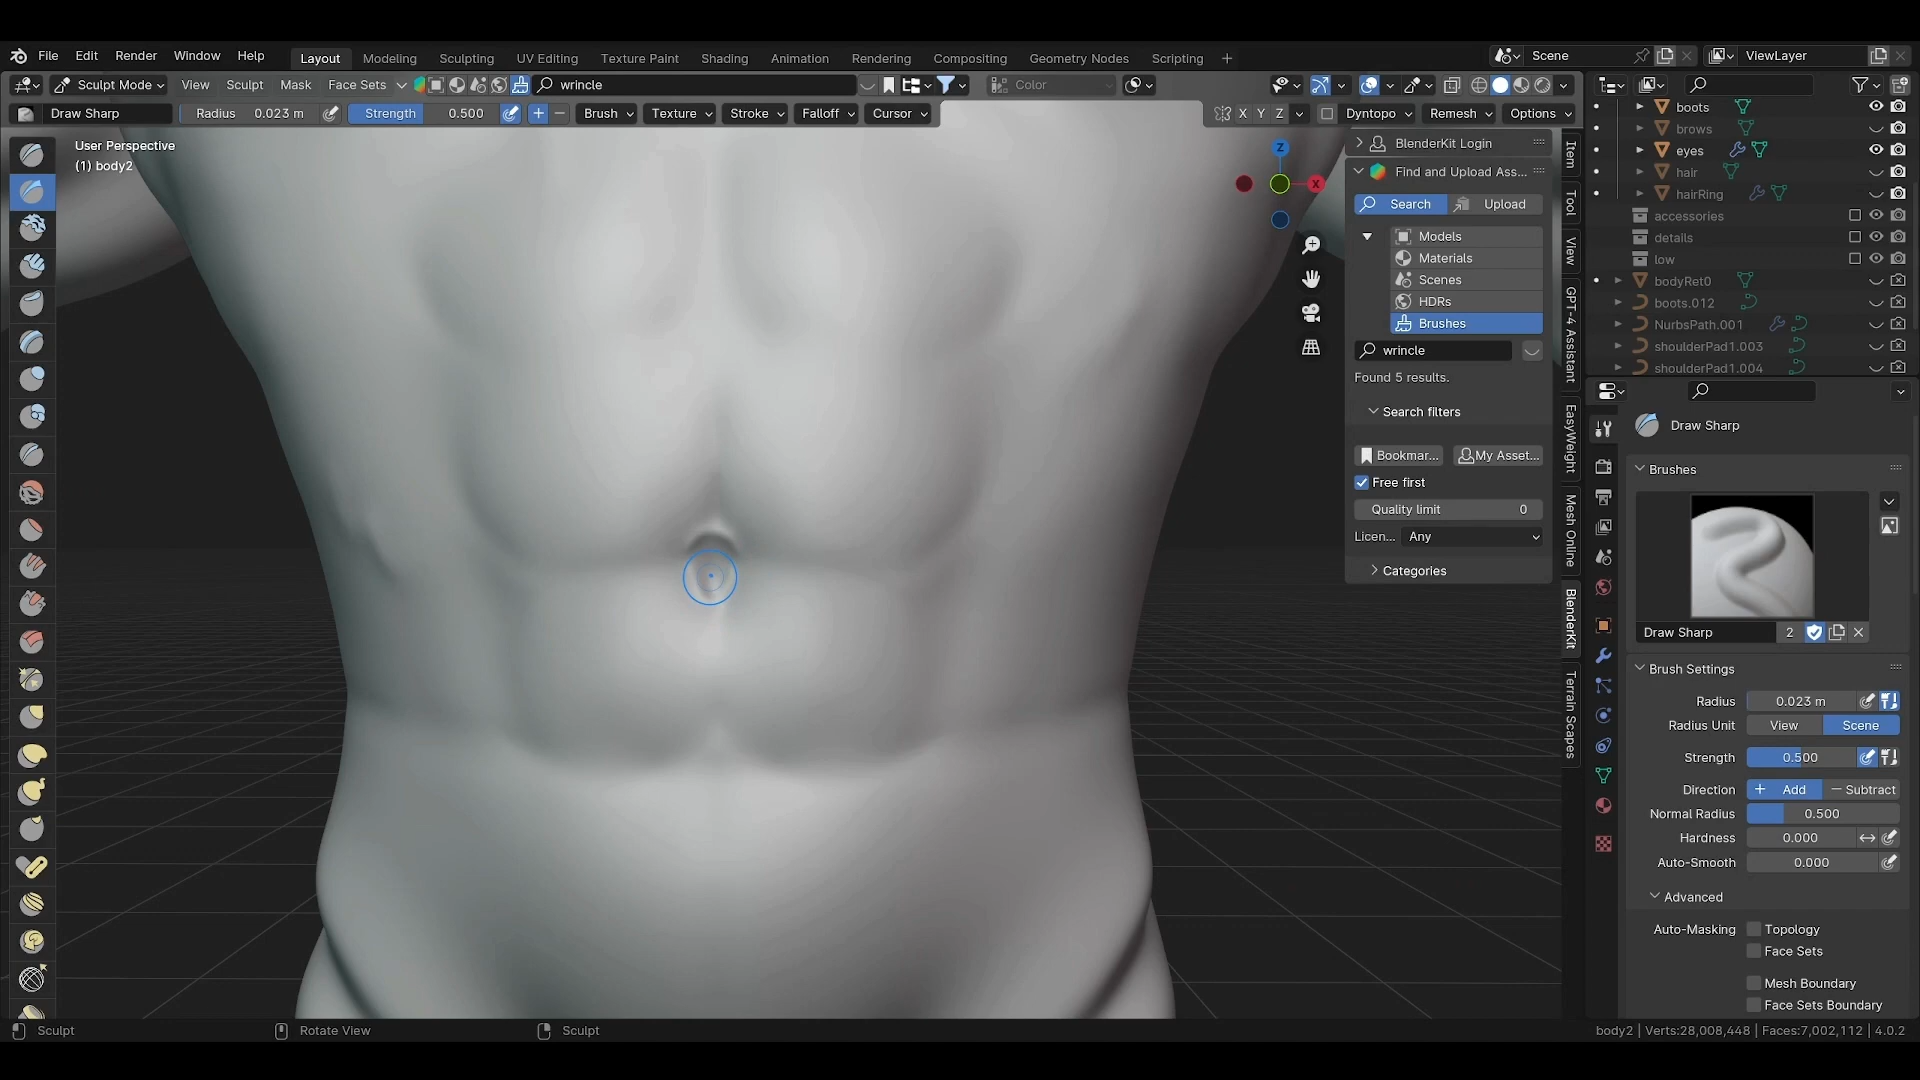 File Edit Render Window Help Layout Modeling Sculpting UV Editing Texture Paint Shading Animation Rendering Compositing Geometry Nodes Scripting + Scene ViewLayer
Sculpt Mode View Sculpt Mask Face Sets wrincle Color
Draw Sharp Radius 0.023 m Strength 0.500 Brush Texture Stroke Falloff Cursor X Y Z Dyntopo Remesh Options
User Perspective
(1) body2
Z
X
BlenderKit Login
Find and Upload Ass...
Search Upload
Models
Materials
Scenes
HDRs
Brushes
wrincle
Found 5 results.
Search filters
Bookmar... My Asset...
Free first
Quality limit 0
Licen... Any
Categories
Item
Tool
View
GPT-4 Assistant
EasyWeight
Mesh Online
BlenderKit
Terrain Scapes
boots
brows
eyes
hair
hairRing
accessories
details
low
bodyRet0
boots.012
NurbsPath.001
shoulderPad1.003
shoulderPad1.004
Draw Sharp
Brushes
Draw Sharp 2
Brush Settings
Radius 0.023 m
Radius Unit View Scene
Strength 0.500
Direction + Add − Subtract
Normal Radius 0.500
Hardness 0.000
Auto-Smooth 0.000
Advanced
Auto-Masking Topology
Face Sets
Mesh Boundary
Face Sets Boundary
Sculpt Rotate View Sculpt body2 | Verts:28,008,448 | Faces:7,002,112 | 4.0.2